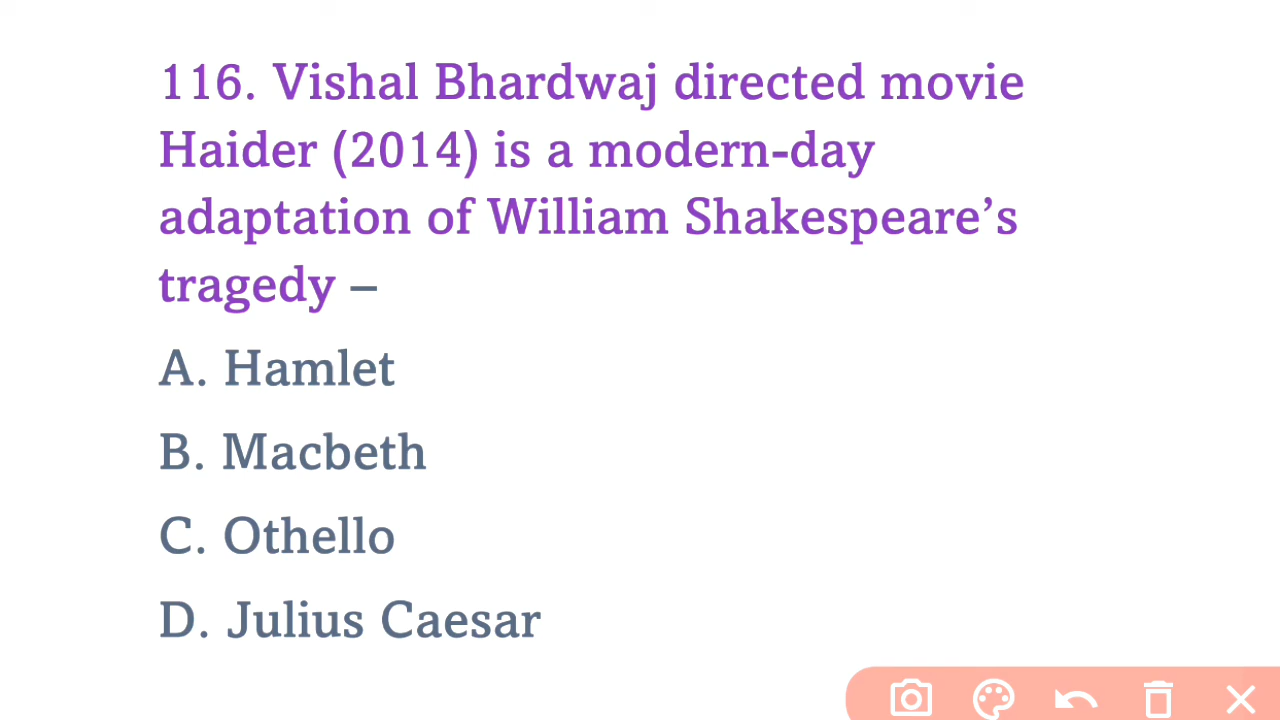 116. Vishal Bhardwaj directed movie
Haider (2014) is a modern-day
adaptation of William Shakespeare’s
tragedy –
A. Hamlet
B. Macbeth
C. Othello
D. Julius Caesar